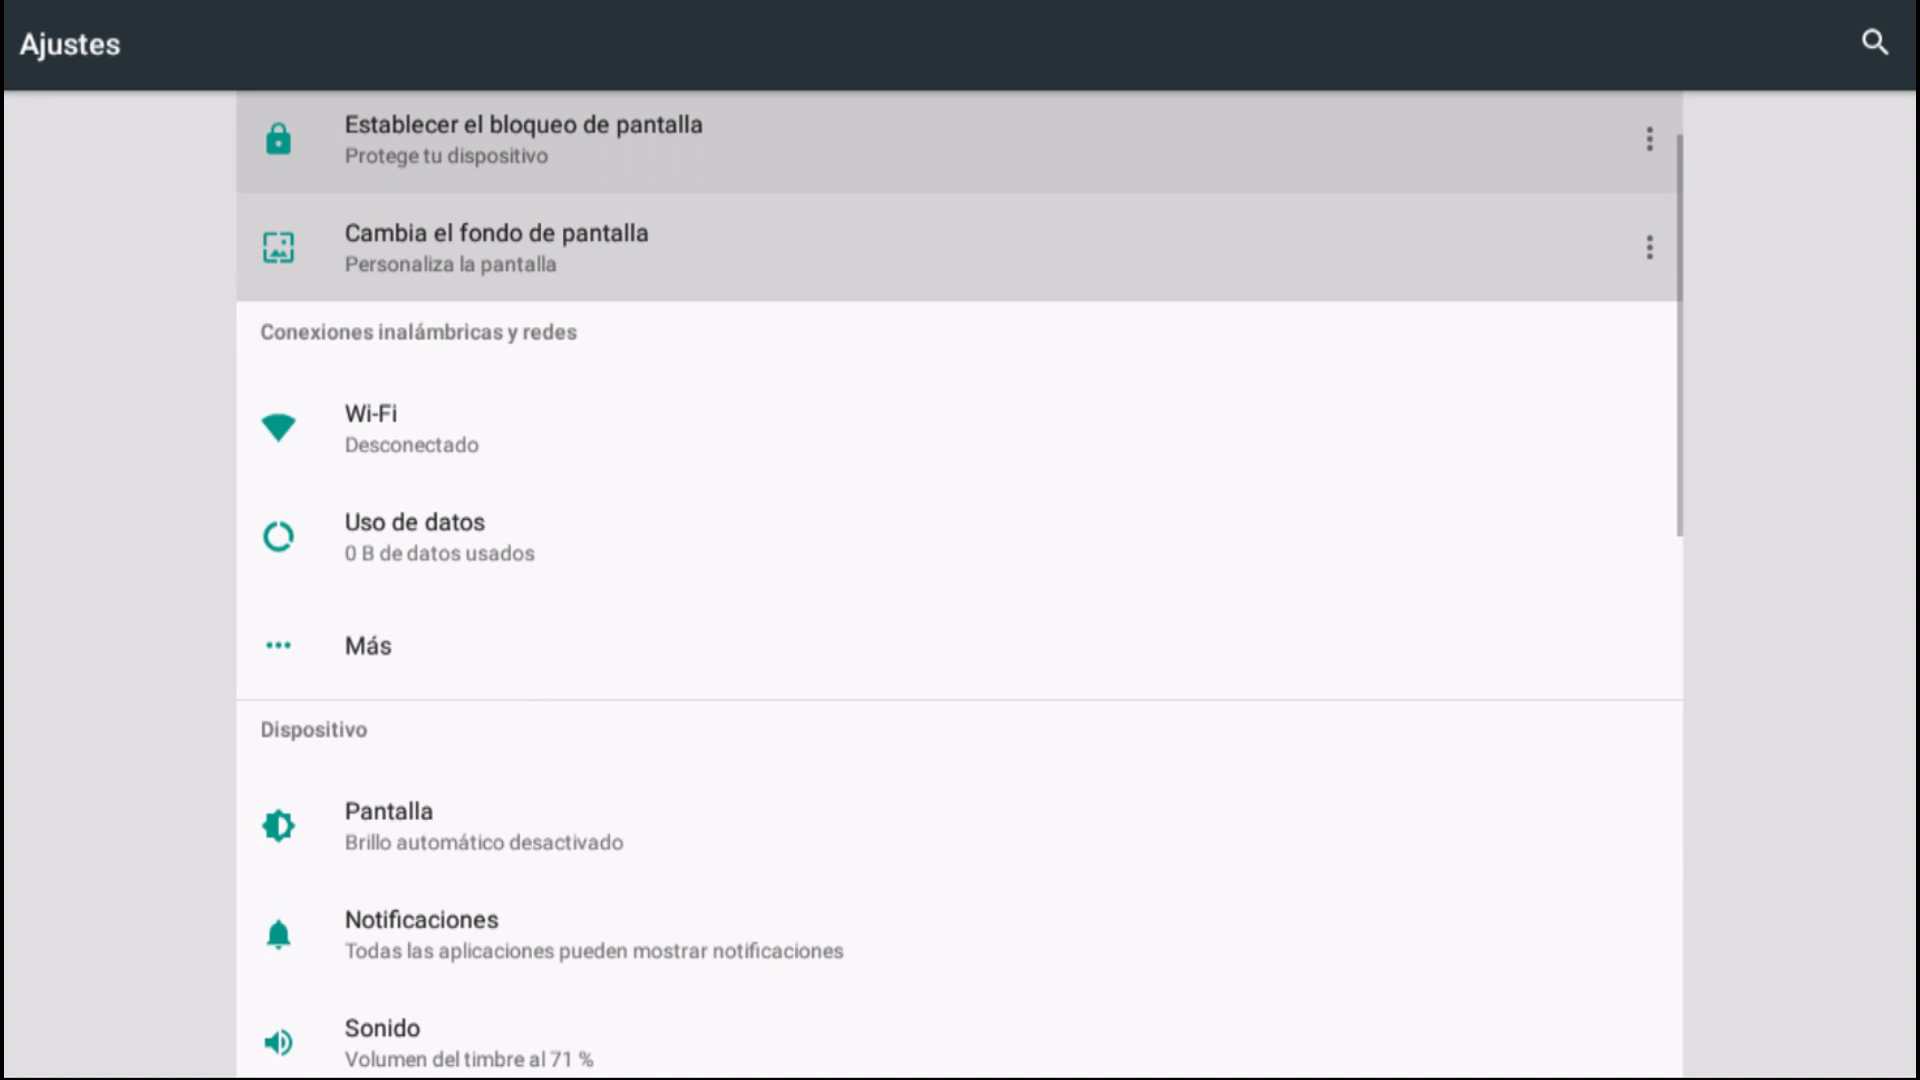 Ajustes
Establecer el bloqueo de pantalla
Protege tu dispositivo
Cambia el fondo de pantalla
Personaliza la pantalla
Conexiones inalámbricas y redes
Wi-Fi
Desconectado
Uso de datos
0 B de datos usados
Más
Dispositivo
Pantalla
Brillo automático desactivado
Notificaciones
Todas las aplicaciones pueden mostrar notificaciones
Sonido
Volumen del timbre al 71 %